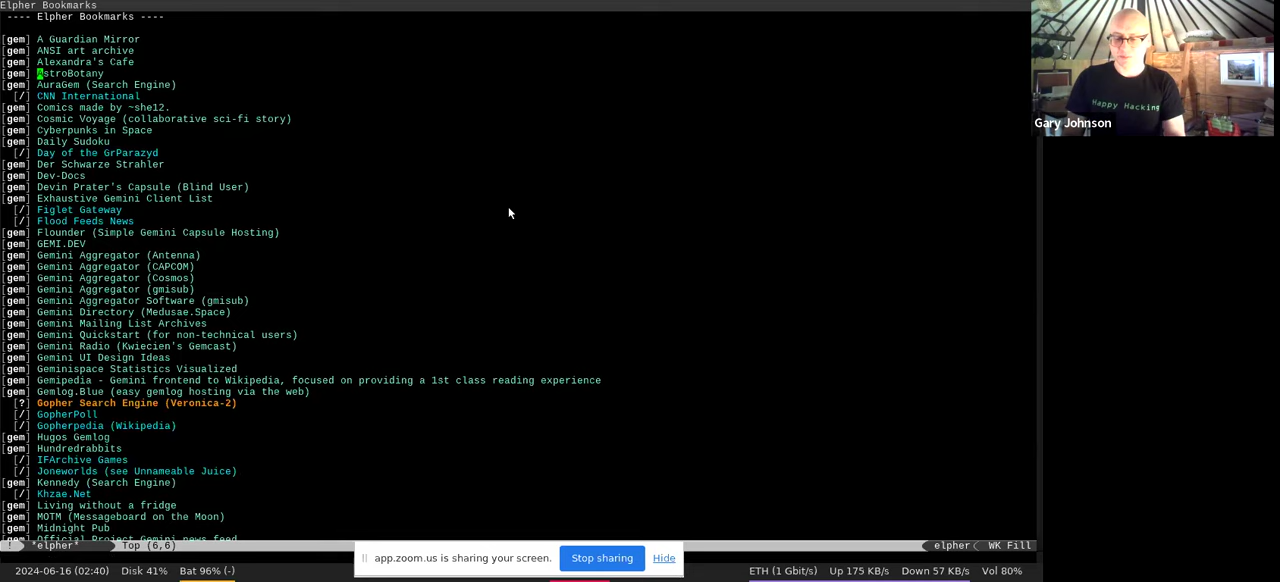 Elpher Bookmarks
---- Elpher Bookmarks ----
[gem] A Guardian Mirror
[gem] ANSI art archive
[gem] Alexandra's Cafe
[gem] AstroBotany
[gem] AuraGem (Search Engine)
[/] CNN International
[gem] Comics made by ~she12.
[gem] Cosmic Voyage (collaborative sci-fi story)
[gem] Cyberpunks in Space
[gem] Daily Sudoku
[/] Day of the GrParazyd
[gem] Der Schwarze Strahler
[gem] Dev-Docs
[gem] Devin Prater's Capsule (Blind User)
[gem] Exhaustive Gemini Client List
[/] Figlet Gateway
[/] Flood Feeds News
[gem] Flounder (Simple Gemini Capsule Hosting)
[gem] GEMI.DEV
[gem] Gemini Aggregator (Antenna)
[gem] Gemini Aggregator (CAPCOM)
[gem] Gemini Aggregator (Cosmos)
[gem] Gemini Aggregator (gmisub)
[gem] Gemini Aggregator Software (gmisub)
[gem] Gemini Directory (Medusae.Space)
[gem] Gemini Mailing List Archives
[gem] Gemini Quickstart (for non-technical users)
[gem] Gemini Radio (Kwiecien's Gemcast)
[gem] Gemini UI Design Ideas
[gem] Geminispace Statistics Visualized
[gem] Gemipedia - Gemini frontend to Wikipedia, focused on providing a 1st class reading experience
[gem] Gemlog.Blue (easy gemlog hosting via the web)
[?] Gopher Search Engine (Veronica-2)
[/] GopherPoll
[/] Gopherpedia (Wikipedia)
[gem] Hugos Gemlog
[gem] Hundredrabbits
[/] IFArchive Games
[/] Joneworlds (see Unnameable Juice)
[gem] Kennedy (Search Engine)
[/] Khzae.Net
[gem] Living without a fridge
[gem] MOTM (Messageboard on the Moon)
[gem] Midnight Pub
[gem] Official Project Gemini news feed
! *elpher* Top (6,6) elpher WK Fill
app.zoom.us is sharing your screen. Stop sharing Hide
2024-06-16 (02:40) Disk 41% Bat 96% (-) ETH (1 Gbit/s) Up 175 KB/s Down 57 KB/s Vol 80%
Happy Hacking
Gary Johnson